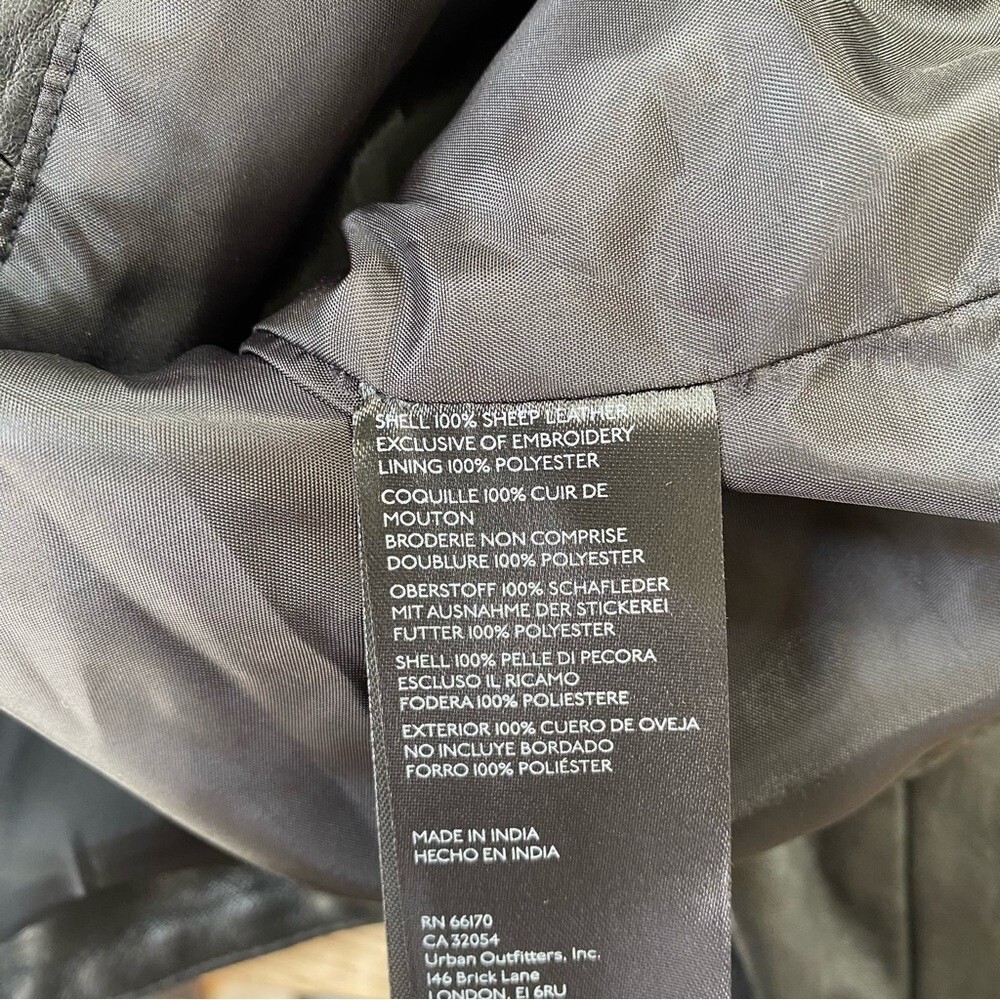 SHELL 100% SHEEP LEATHER
EXCLUSIVE OF EMBROIDERY
LINING 100% POLYESTER
COQUILLE 100% CUIR DE
MOUTON
BRODERIE NON COMPRISE
DOUBLURE 100% POLYESTER
OBERSTOFF 100% SCHAFLEDER
MIT AUSNAHME DER STICKEREI
FUTTER 100% POLYESTER
SHELL 100% PELLE DI PECORA
ESCLUSO IL RICAMO
FODERA 100% POLIESTERE
EXTERIOR 100% CUERO DE OVEJA
NO INCLUYE BORDADO
FORRO 100% POLIÉSTER
MADE IN INDIA
HECHO EN INDIA
RN 66170
CA 32054
Urban Outfitters, Inc.
146 Brick Lane
LONDON, E1 6RU